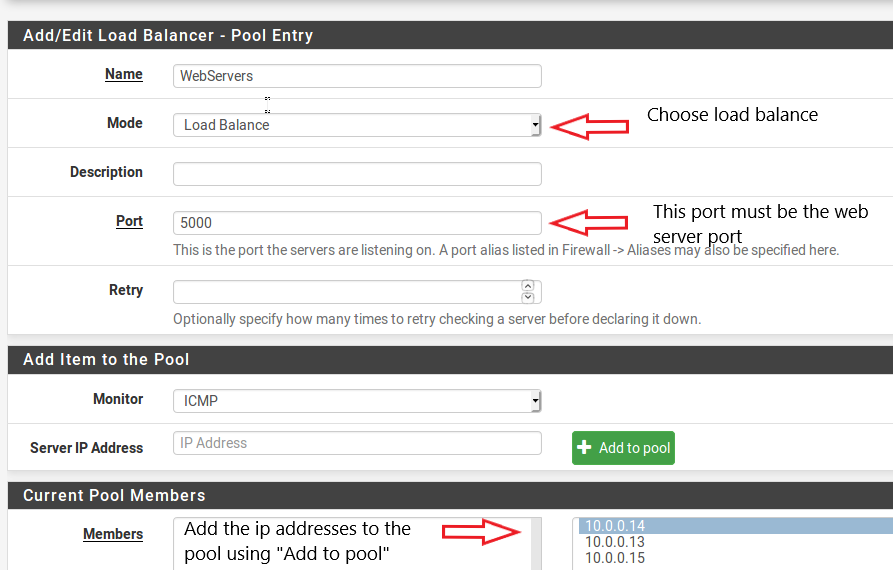 Add/Edit Load Balancer - Pool Entry
Name
WebServers
Mode
Load Balance
Choose load balance
Description
Port
5000
This port must be the web
server port
This is the port the servers are listening on. A port alias listed in Firewall -> Aliases may also be specified here.
Retry
Optionally specify how many times to retry checking a server before declaring it down.
Add Item to the Pool
Monitor
ICMP
Server IP Address
IP Address
Add to pool
Current Pool Members
Members
Add the ip addresses to the
pool using "Add to pool"
10.0.0.14
10.0.0.13
10.0.0.15